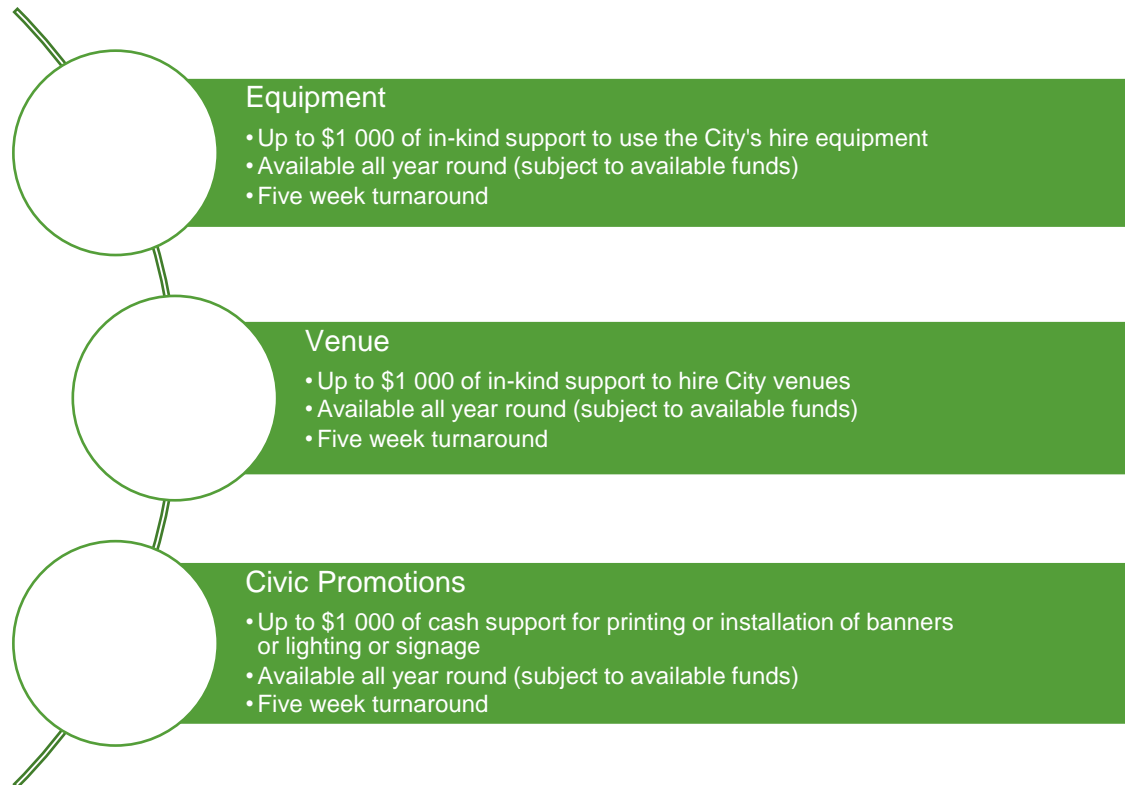 Equipment
• Up to $1 000 of in-kind support to use the City's hire equipment
• Available all year round (subject to available funds)
• Five week turnaround
Venue
• Up to $1 000 of in-kind support to hire City venues
• Available all year round (subject to available funds)
• Five week turnaround
Civic Promotions
• Up to $1 000 of cash support for printing or installation of banners
or lighting or signage
• Available all year round (subject to available funds)
• Five week turnaround